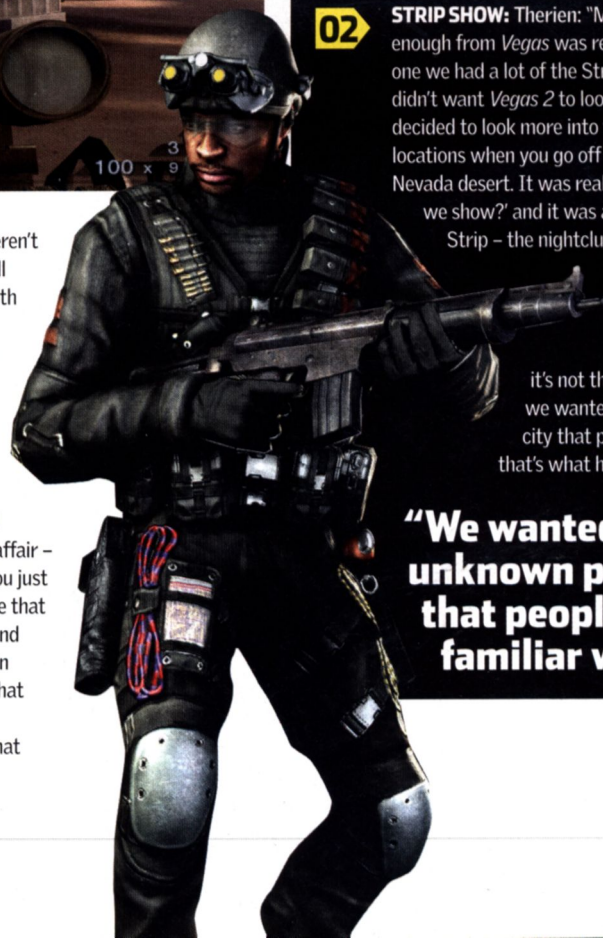 3
100 x 9
02
STRIP SHOW: Therien: "M
enough from Vegas was re
one we had a lot of the Str
didn't want Vegas 2 to loo
decided to look more into
locations when you go off
Nevada desert. It was real
we show?' and it was a
Strip – the nightclu
it's not th
we wante
city that p
that's what h
"We wanted
unknown p
that peopl
familiar w
eren't
ll
th
affair –
ou just
e that
nd
n
hat
hat